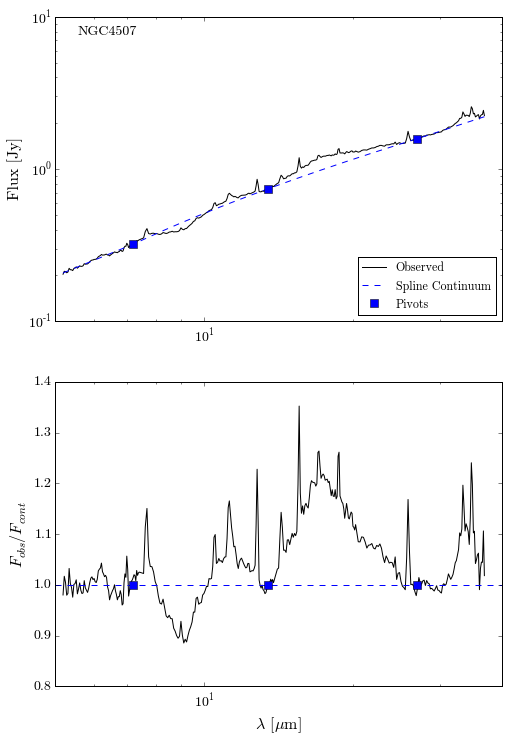 NGC4507
Flux [Jy]
10^1
10^0
10^-1
10^1
Observed
Spline Continuum
Pivots
F_obs/F_cont
1.4
1.3
1.2
1.1
1.0
0.9
0.8
10^1
λ [μm]